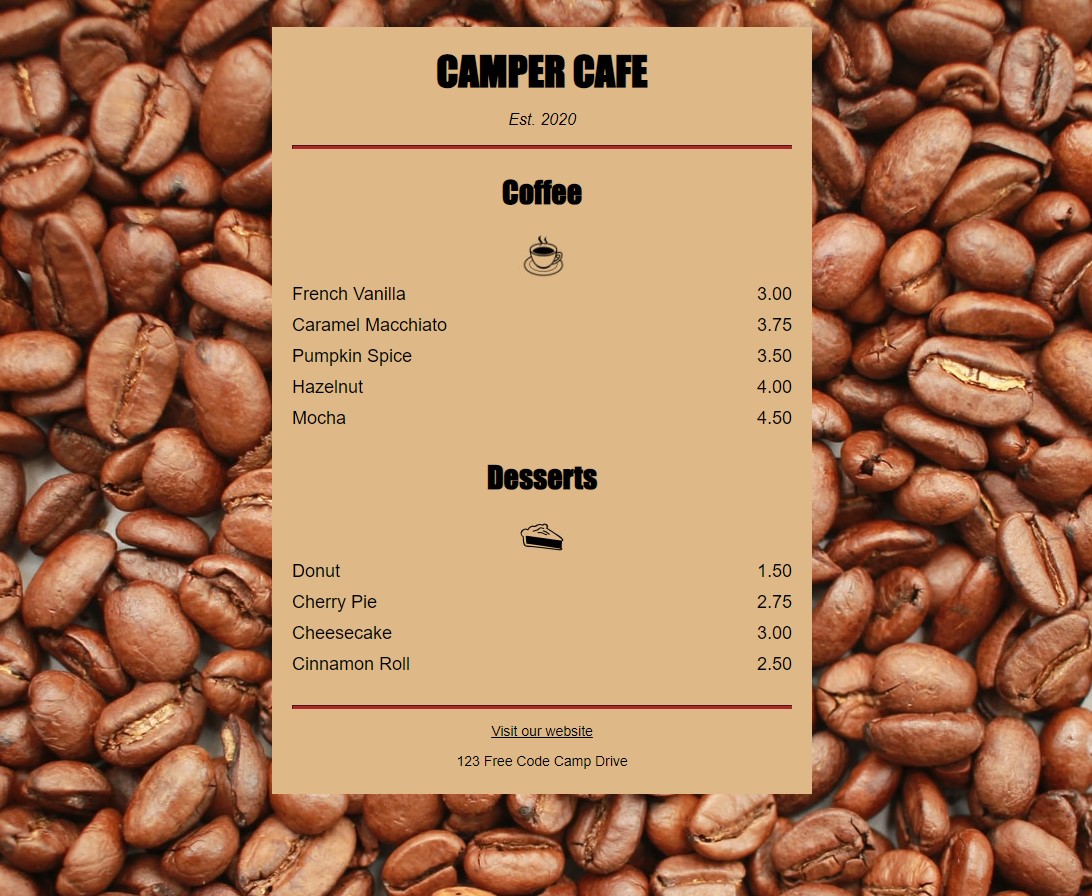 CAMPER CAFE
Est. 2020
Coffee
French Vanilla 3.00
Caramel Macchiato 3.75
Pumpkin Spice 3.50
Hazelnut 4.00
Mocha 4.50
Desserts
Donut 1.50
Cherry Pie 2.75
Cheesecake 3.00
Cinnamon Roll 2.50
Visit our website
123 Free Code Camp Drive